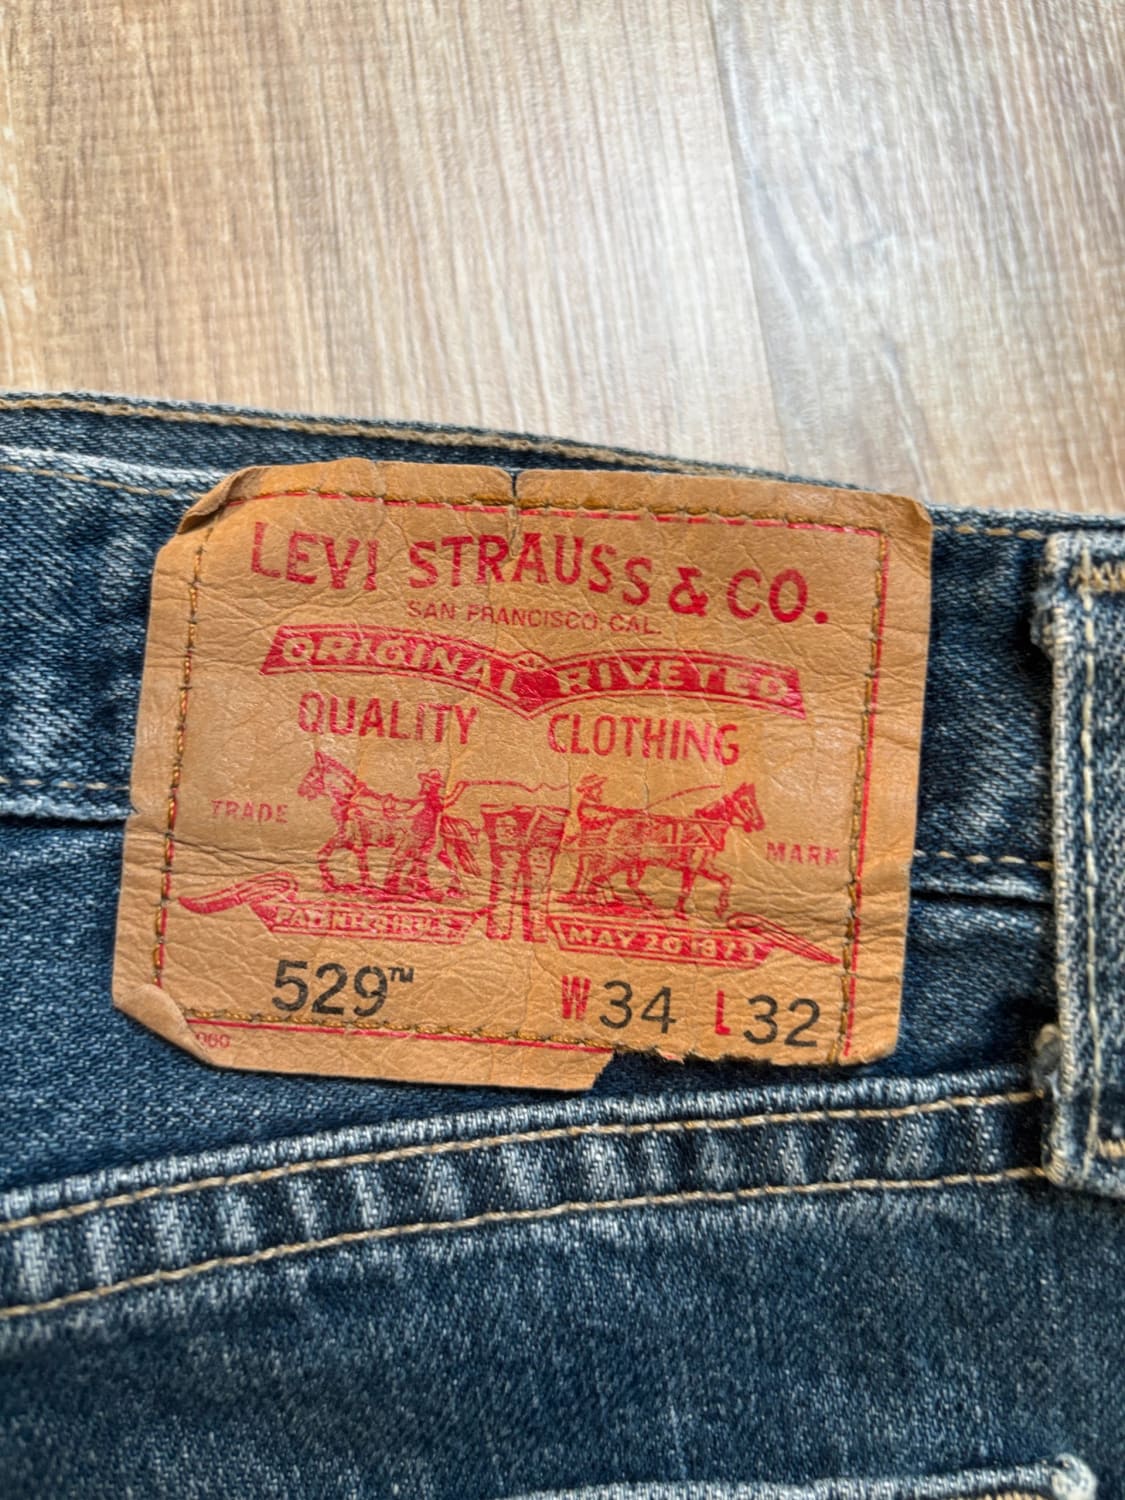 LEVI STRAUSS & CO.
SAN FRANCISCO, CAL.
ORIGINAL RIVETED
QUALITY CLOTHING
TRADE MARK
MAY 20 1873
529™ W34 L32